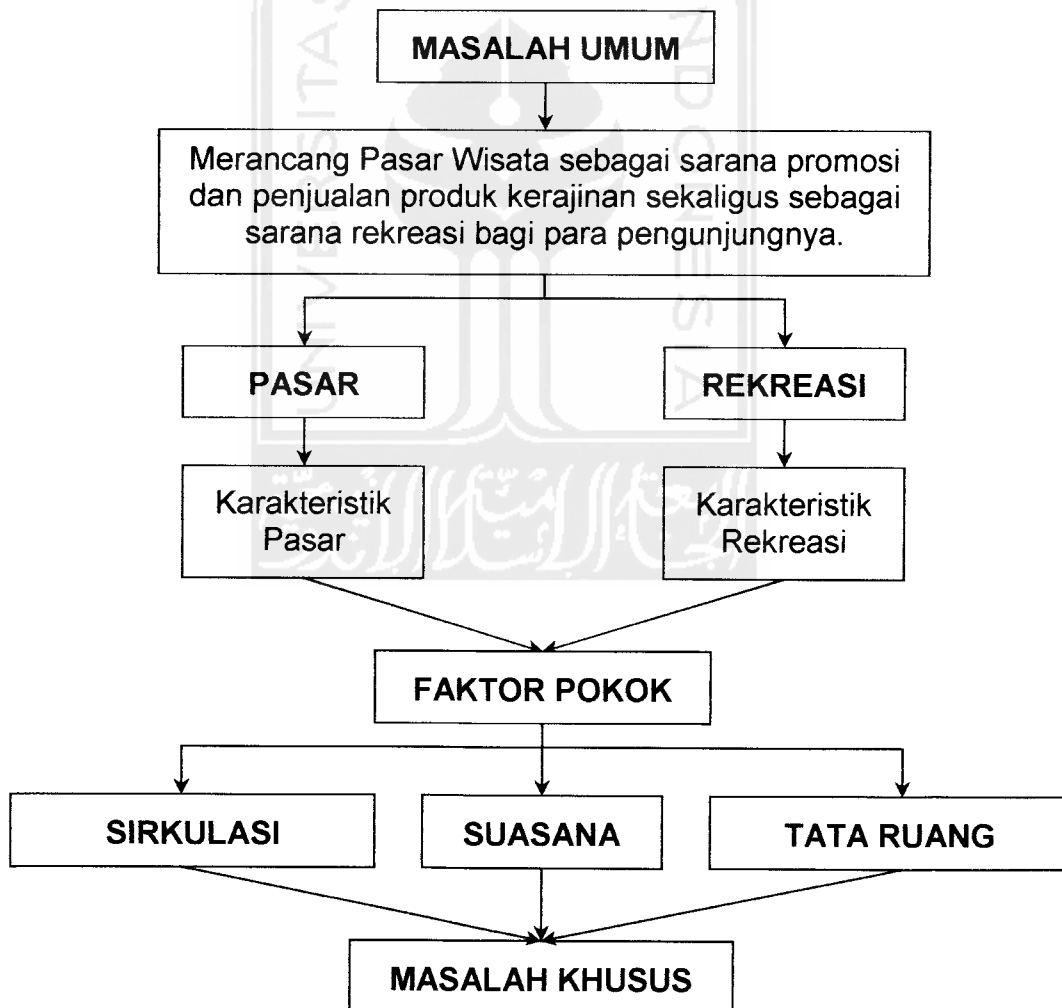 MASALAH UMUM
Merancang Pasar Wisata sebagai sarana promosi
dan penjualan produk kerajinan sekaligus sebagai
sarana rekreasi bagi para pengunjungnya.
PASAR
REKREASI
Karakteristik
Pasar
Karakteristik
Rekreasi
FAKTOR POKOK
SIRKULASI
SUASANA
TATA RUANG
MASALAH KHUSUS
UNIVERSITAS